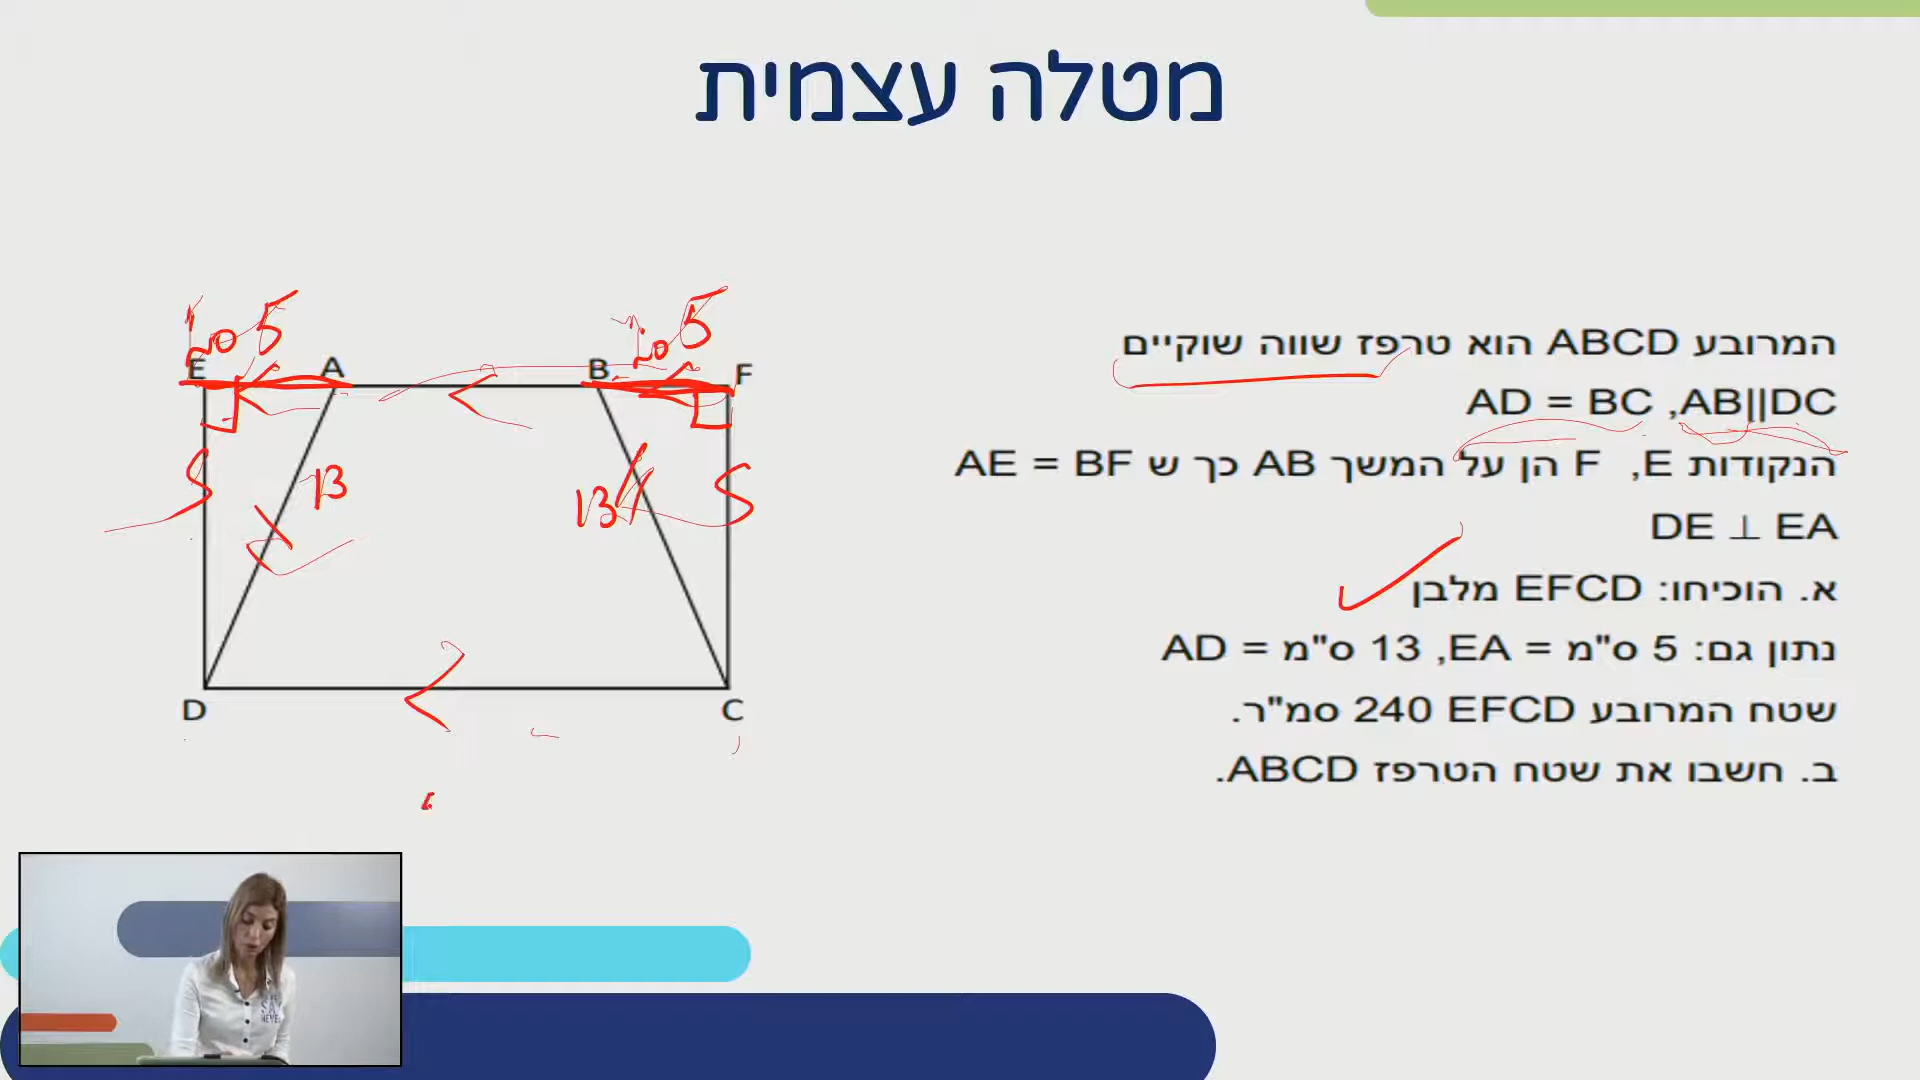 מטלה עצמית
המרובע ABCD הוא טרפז שווה שוקיים
AD = BC ,AB||DC
הנקודות E, F הן על המשך AB כך ש AE = BF
DE ⊥ EA
א. הוכיחו: EFCD מלבן
נתון גם: 5 ס"מ = EA, 13 ס"מ = AD
שטח המרובע EFCD 240 סמ"ר.
ב. חשבו את שטח הטרפז ABCD.
5
5
E A B F
13
13
D C